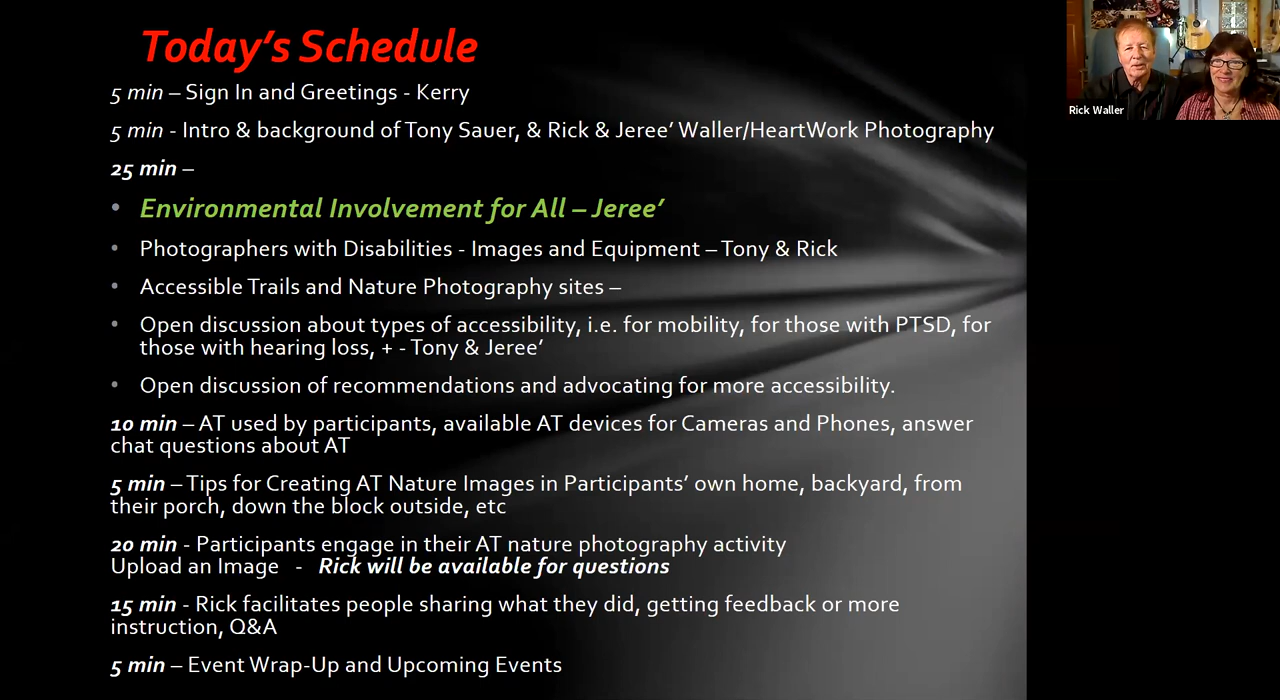 Today's Schedule
5 min – Sign In and Greetings - Kerry
5 min - Intro & background of Tony Sauer, & Rick & Jeree' Waller/HeartWork Photography
25 min –
• Environmental Involvement for All – Jeree'
• Photographers with Disabilities - Images and Equipment – Tony & Rick
• Accessible Trails and Nature Photography sites –
• Open discussion about types of accessibility, i.e. for mobility, for those with PTSD, for
those with hearing loss, + - Tony & Jeree'
• Open discussion of recommendations and advocating for more accessibility.
10 min – AT used by participants, available AT devices for Cameras and Phones, answer
chat questions about AT
5 min – Tips for Creating AT Nature Images in Participants' own home, backyard, from
their porch, down the block outside, etc
20 min - Participants engage in their AT nature photography activity
Upload an Image - Rick will be available for questions
15 min - Rick facilitates people sharing what they did, getting feedback or more
instruction, Q&A
5 min – Event Wrap-Up and Upcoming Events
Rick Waller